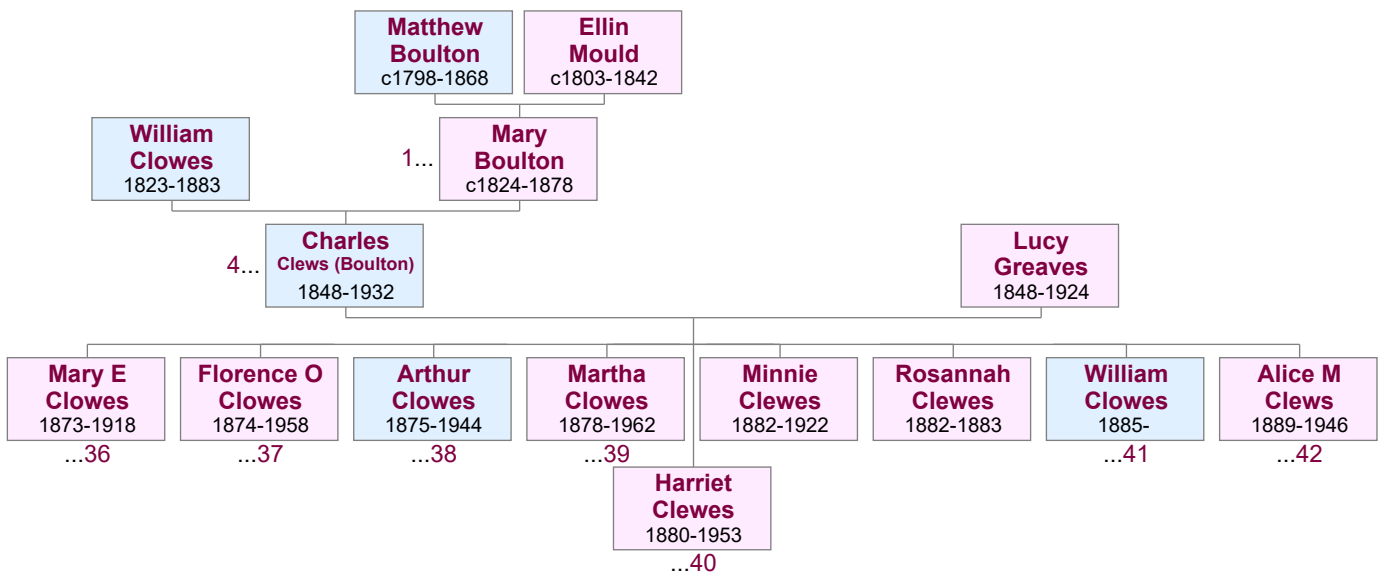 Matthew
Boulton
c1798-1868
Ellin
Mould
c1803-1842
William
Clowes
1823-1883
1...
Mary
Boulton
c1824-1878
4...
Charles
Clews (Boulton)
1848-1932
Lucy
Greaves
1848-1924
Mary E
Clowes
1873-1918
...36
Florence O
Clowes
1874-1958
...37
Arthur
Clowes
1875-1944
...38
Martha
Clowes
1878-1962
...39
Minnie
Clewes
1882-1922
Rosannah
Clewes
1882-1883
William
Clowes
1885-
...41
Alice M
Clews
1889-1946
...42
Harriet
Clewes
1880-1953
...40